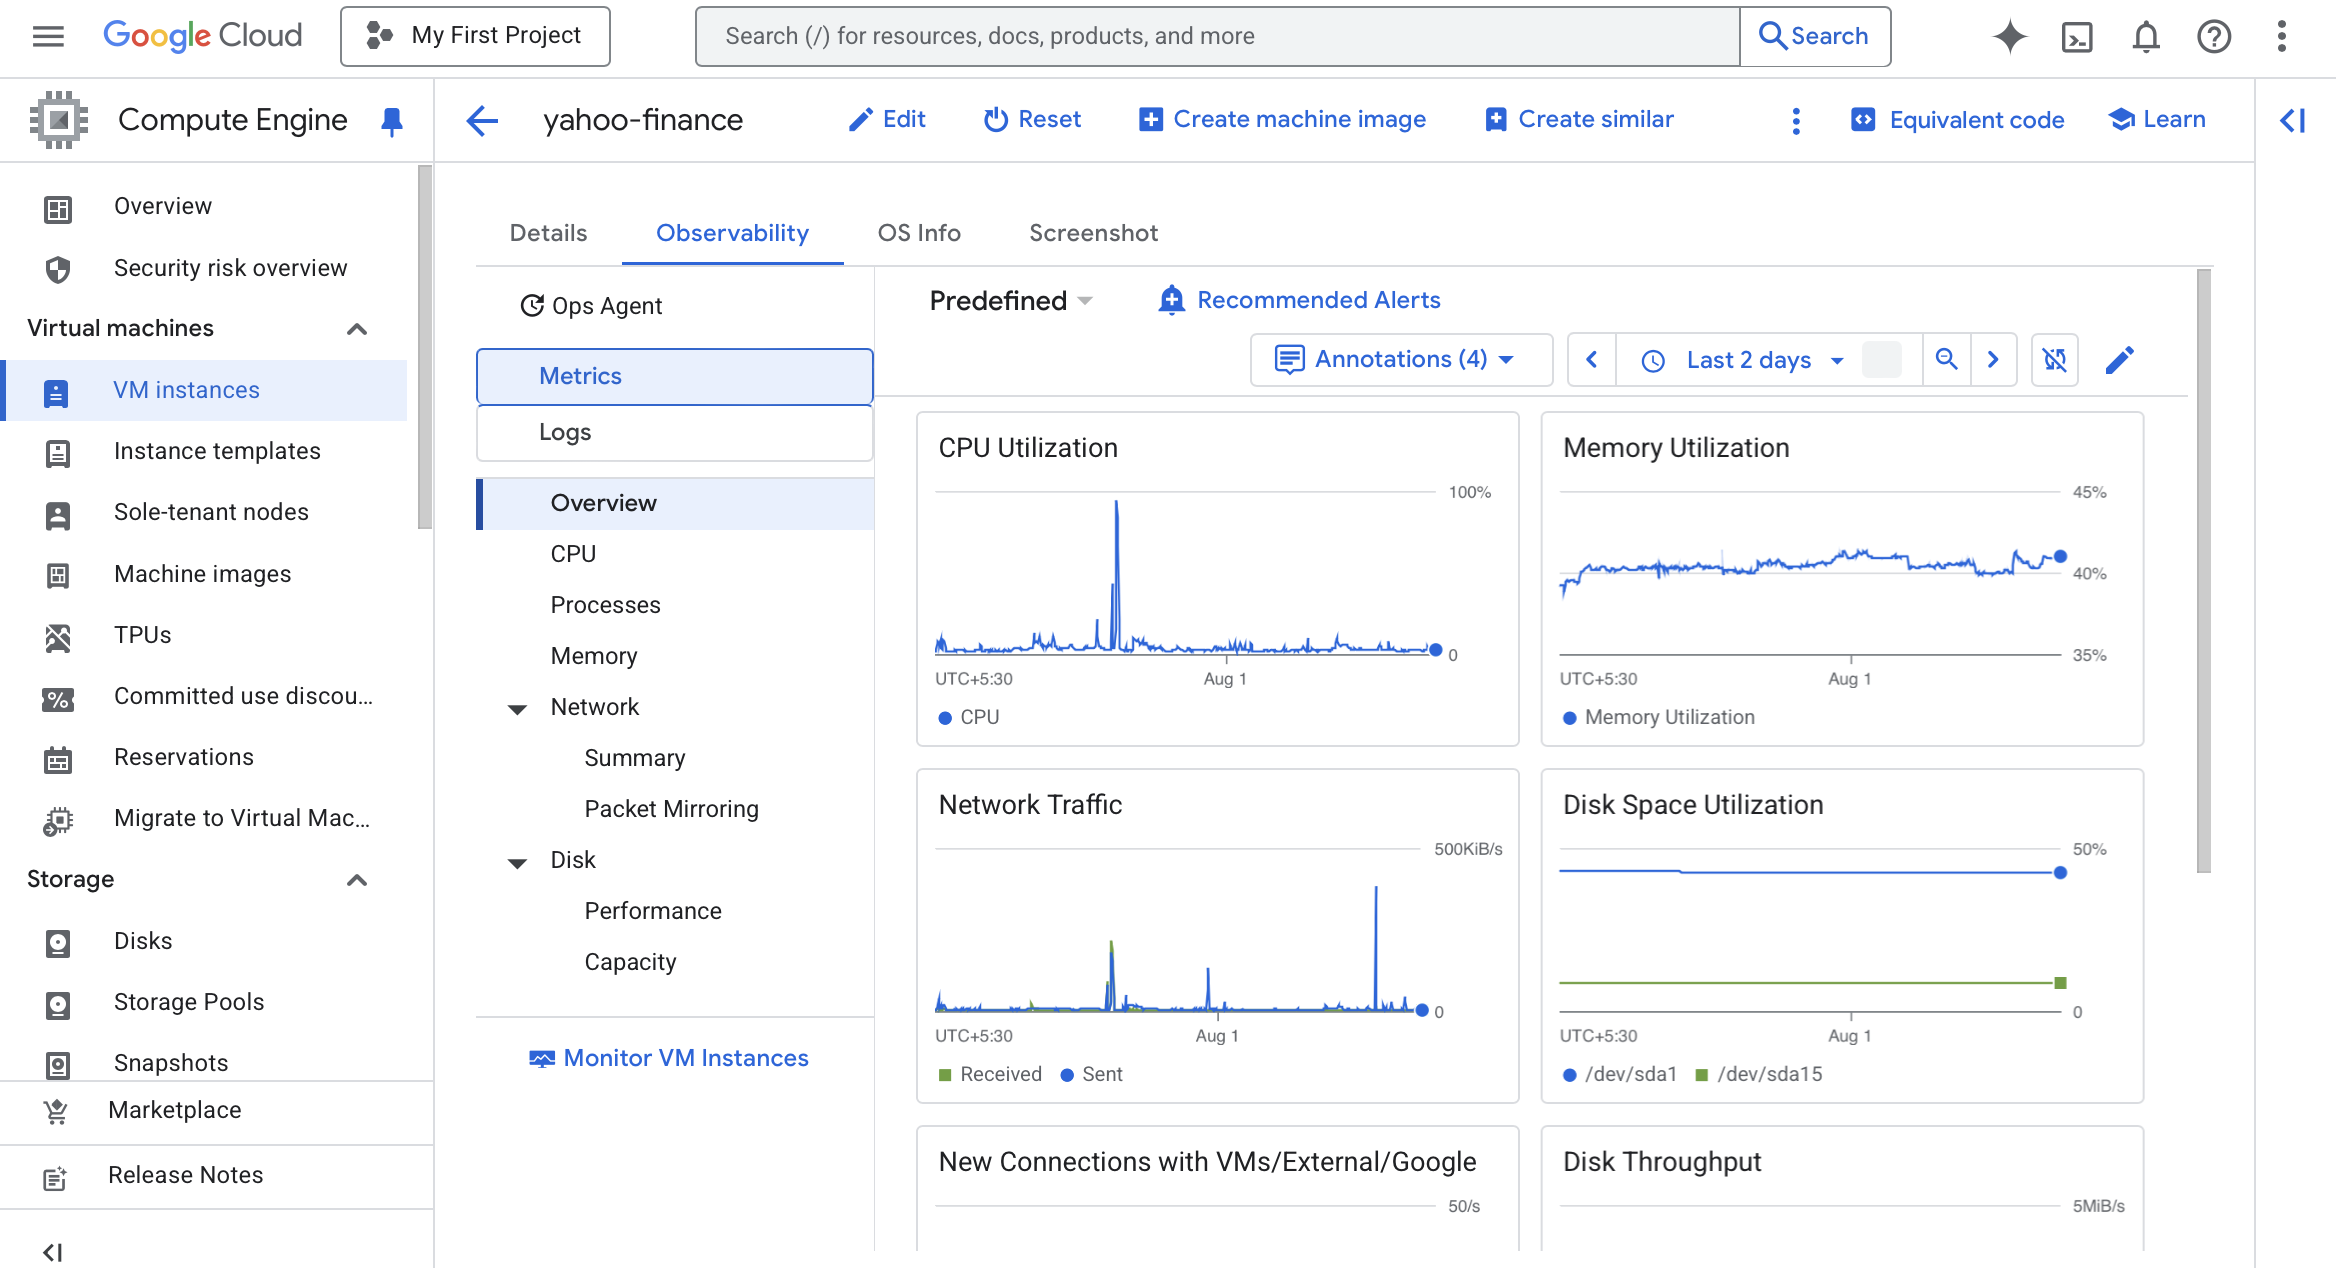 Google Cloud
My First Project
Search (/) for resources, docs, products, and more
Search
Compute Engine
yahoo-finance
Edit
Reset
Create machine image
Create similar
Equivalent code
Learn
Overview
Security risk overview
Virtual machines
VM instances
Instance templates
Sole-tenant nodes
Machine images
TPUs
Committed use discou...
Reservations
Migrate to Virtual Mac...
Storage
Disks
Storage Pools
Snapshots
Marketplace
Release Notes
Details
Observability
OS Info
Screenshot
Ops Agent
Metrics
Logs
Overview
CPU
Processes
Memory
Network
Summary
Packet Mirroring
Disk
Performance
Capacity
Monitor VM Instances
Predefined
Recommended Alerts
Annotations (4)
Last 2 days
CPU Utilization
100%
0
UTC+5:30
Aug 1
CPU
Memory Utilization
45%
40%
35%
UTC+5:30
Aug 1
Memory Utilization
Network Traffic
500KiB/s
0
UTC+5:30
Aug 1
Received
Sent
Disk Space Utilization
50%
0
UTC+5:30
Aug 1
/dev/sda1
/dev/sda15
New Connections with VMs/External/Google
50/s
Disk Throughput
5MiB/s